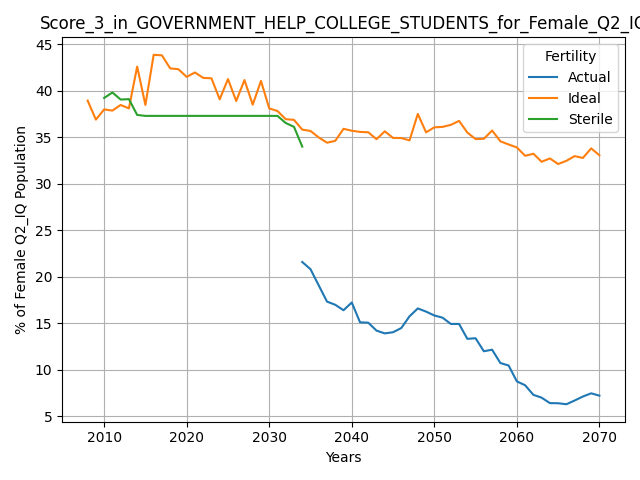 Score_3_in_GOVERNMENT_HELP_COLLEGE_STUDENTS_for_Female_Q2_IQ
% of Female Q2_IQ Population
45
40
35
30
25
20
15
10
5
Fertility
Actual
Ideal
Sterile
2010 2020 2030 2040 2050 2060 2070
Years